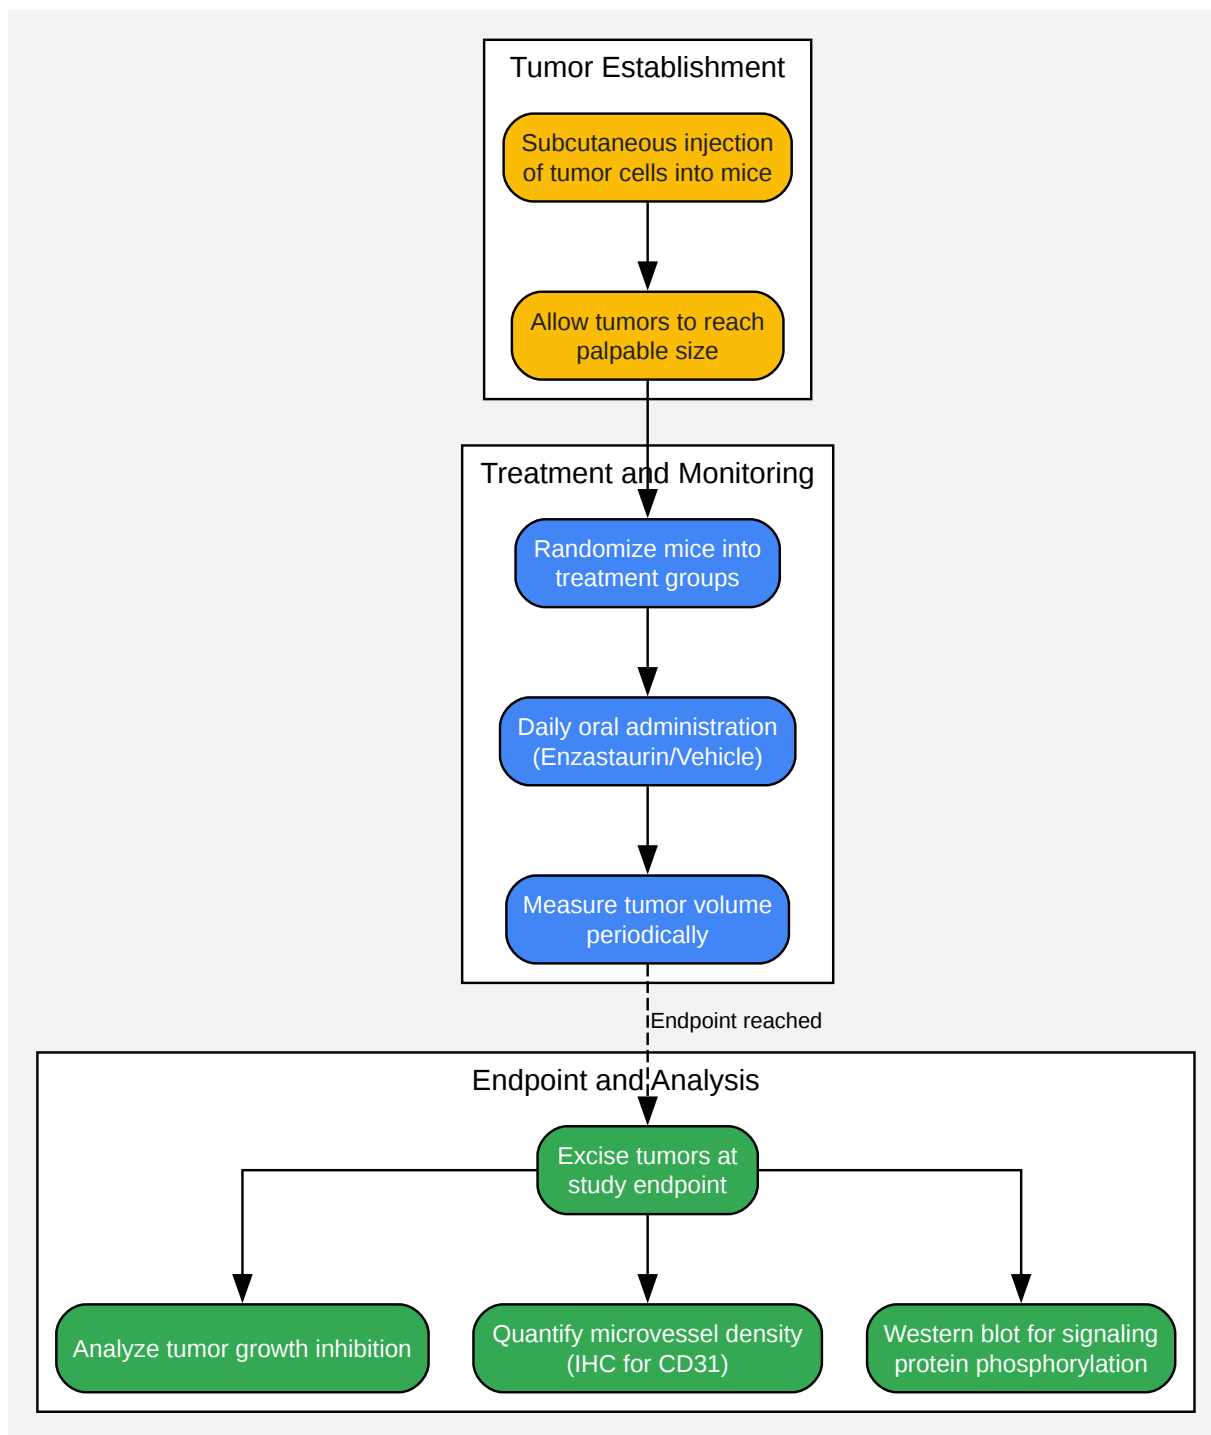 Tumor Establishment
Subcutaneous injection
of tumor cells into mice
Allow tumors to reach
palpable size
Treatment and Monitoring
Randomize mice into
treatment groups
Daily oral administration
(Enzastaurin/Vehicle)
Measure tumor volume
periodically
Endpoint reached
Endpoint and Analysis
Excise tumors at
study endpoint
Analyze tumor growth inhibition
Quantify microvessel density
(IHC for CD31)
Western blot for signaling
protein phosphorylation